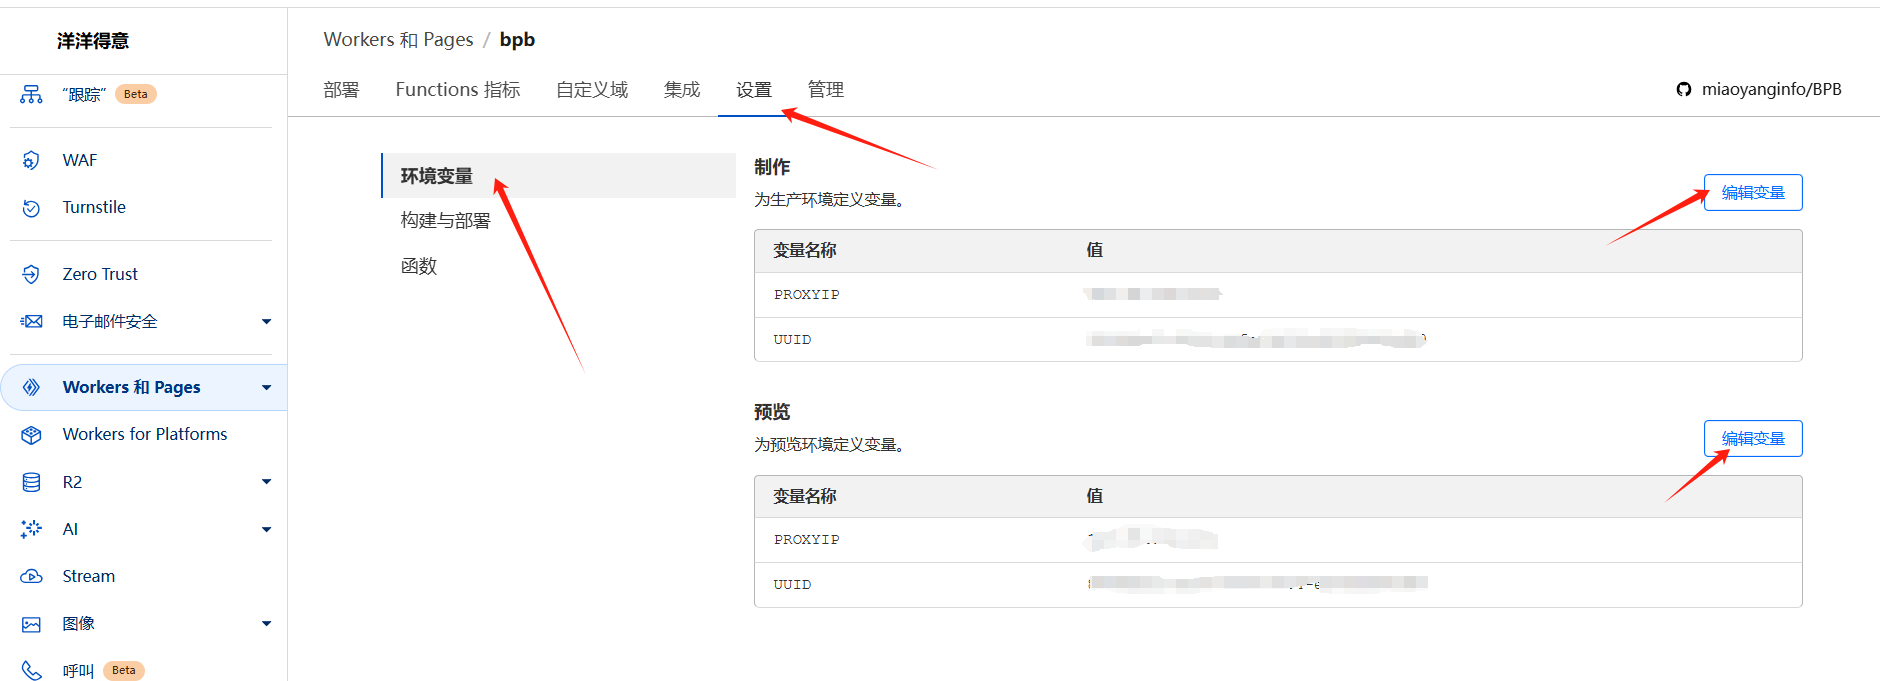 洋洋得意
“跟踪” Beta
WAF
Turnstile
Zero Trust
电子邮件安全
Workers 和 Pages
Workers for Platforms
R2
AI
Stream
图像
呼叫 Beta
Workers 和 Pages / bpb
部署 Functions 指标 自定义域 集成 设置 管理
miaoyanginfo/BPB
环境变量
构建与部署
函数
制作
为生产环境定义变量。
编辑变量
变量名称 值
PROXYIP
UUID
预览
为预览环境定义变量。
编辑变量
变量名称 值
PROXYIP
UUID